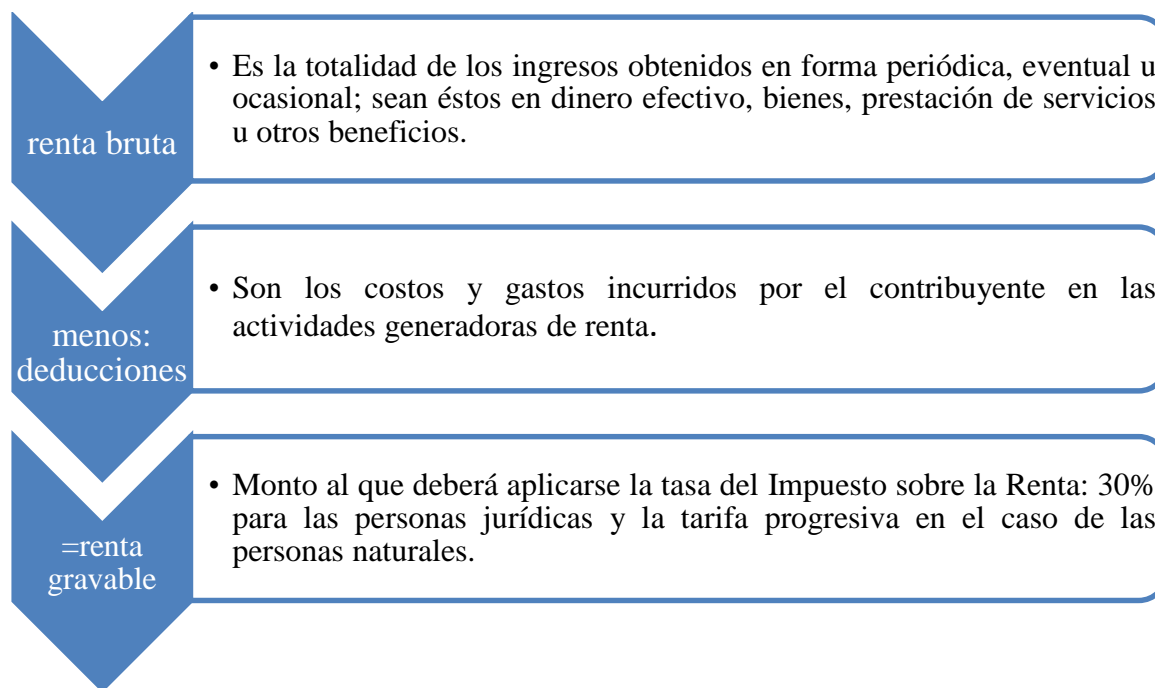 renta bruta
• Es la totalidad de los ingresos obtenidos en forma periódica, eventual u
ocasional; sean éstos en dinero efectivo, bienes, prestación de servicios
u otros beneficios.
menos:
deducciones
• Son los costos y gastos incurridos por el contribuyente en las
actividades generadoras de renta.
=renta
gravable
• Monto al que deberá aplicarse la tasa del Impuesto sobre la Renta: 30%
para las personas jurídicas y la tarifa progresiva en el caso de las
personas naturales.